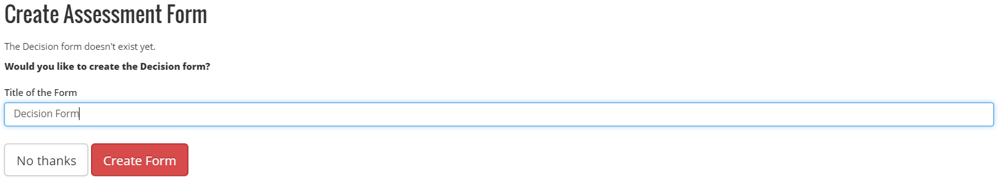 Create Assessment Form
The Decision form doesn't exist yet.
Would you like to create the Decision form?
Title of the Form
Decision Form
No thanks Create Form